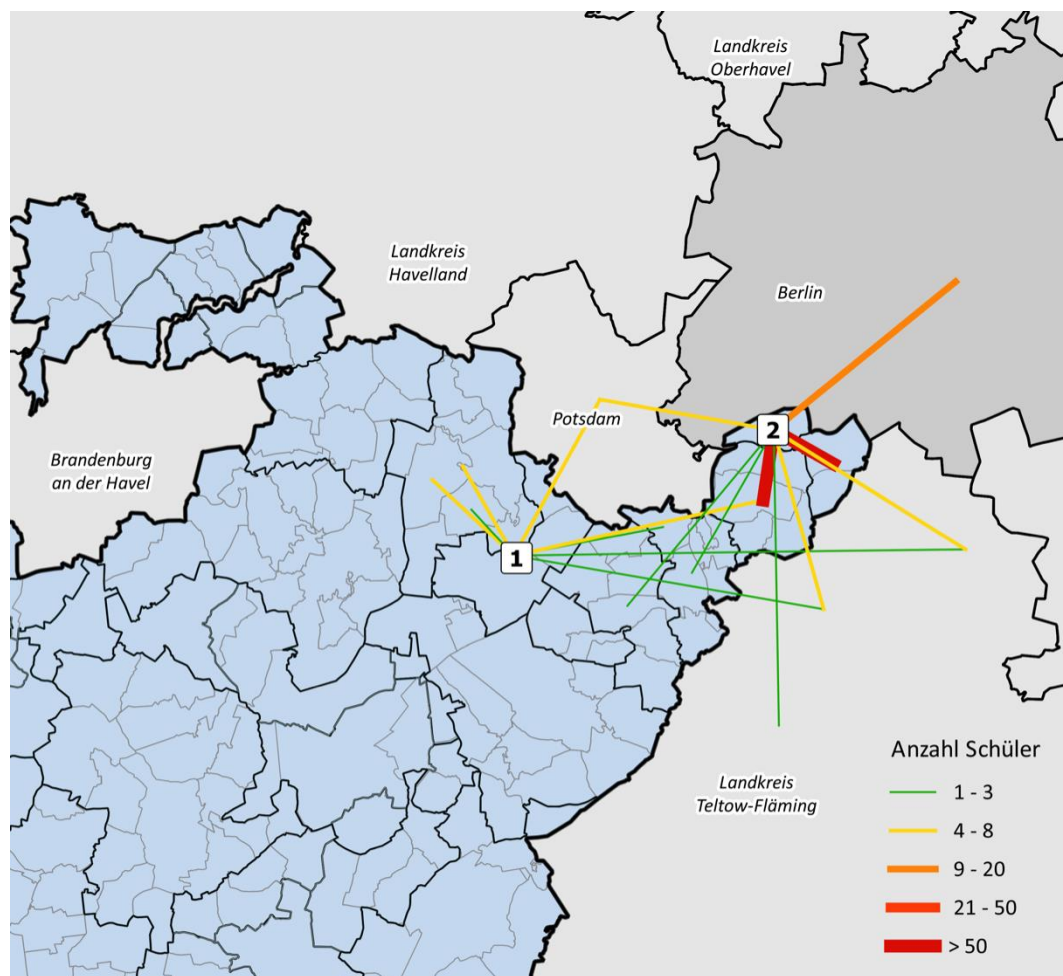 Landkreis
Oberhavel
Landkreis
Havelland
Berlin
Potsdam
2
Brandenburg
an der Havel
1
Anzahl Schüler
1 - 3
Landkreis
Teltow-Fläming
4 - 8
9 - 20
21 - 50
> 50